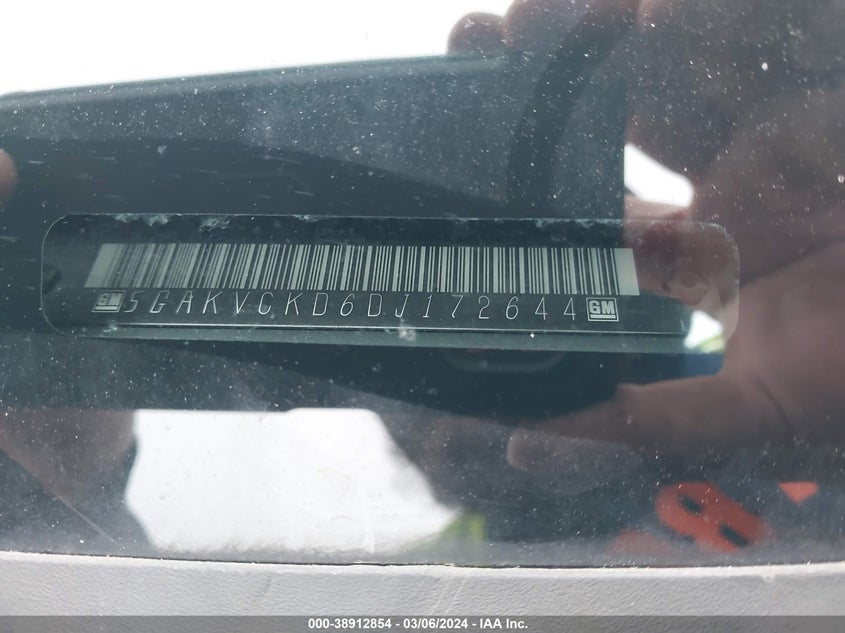 GM 5GAKVCKD6DJ172644 GM
000-38912854 / 03/06/2024 - IAA Inc.